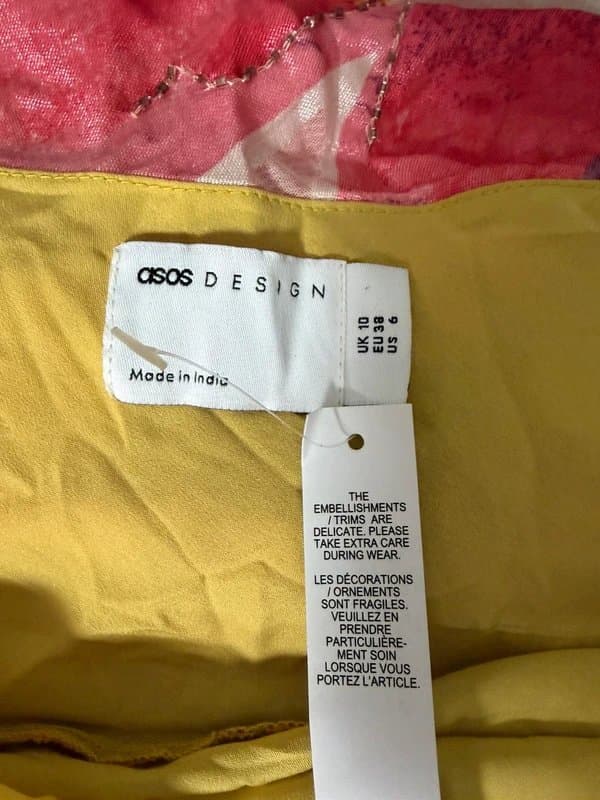 asos DESIGN
Made in India
UK 10
EU 38
US 6
THE
EMBELLISHMENTS
/ TRIMS ARE
DELICATE. PLEASE
TAKE EXTRA CARE
DURING WEAR.
LES DÉCORATIONS
/ ORNEMENTS
SONT FRAGILES.
VEUILLEZ EN
PRENDRE
PARTICULIÈRE-
MENT SOIN
LORSQUE VOUS
PORTEZ L'ARTICLE.